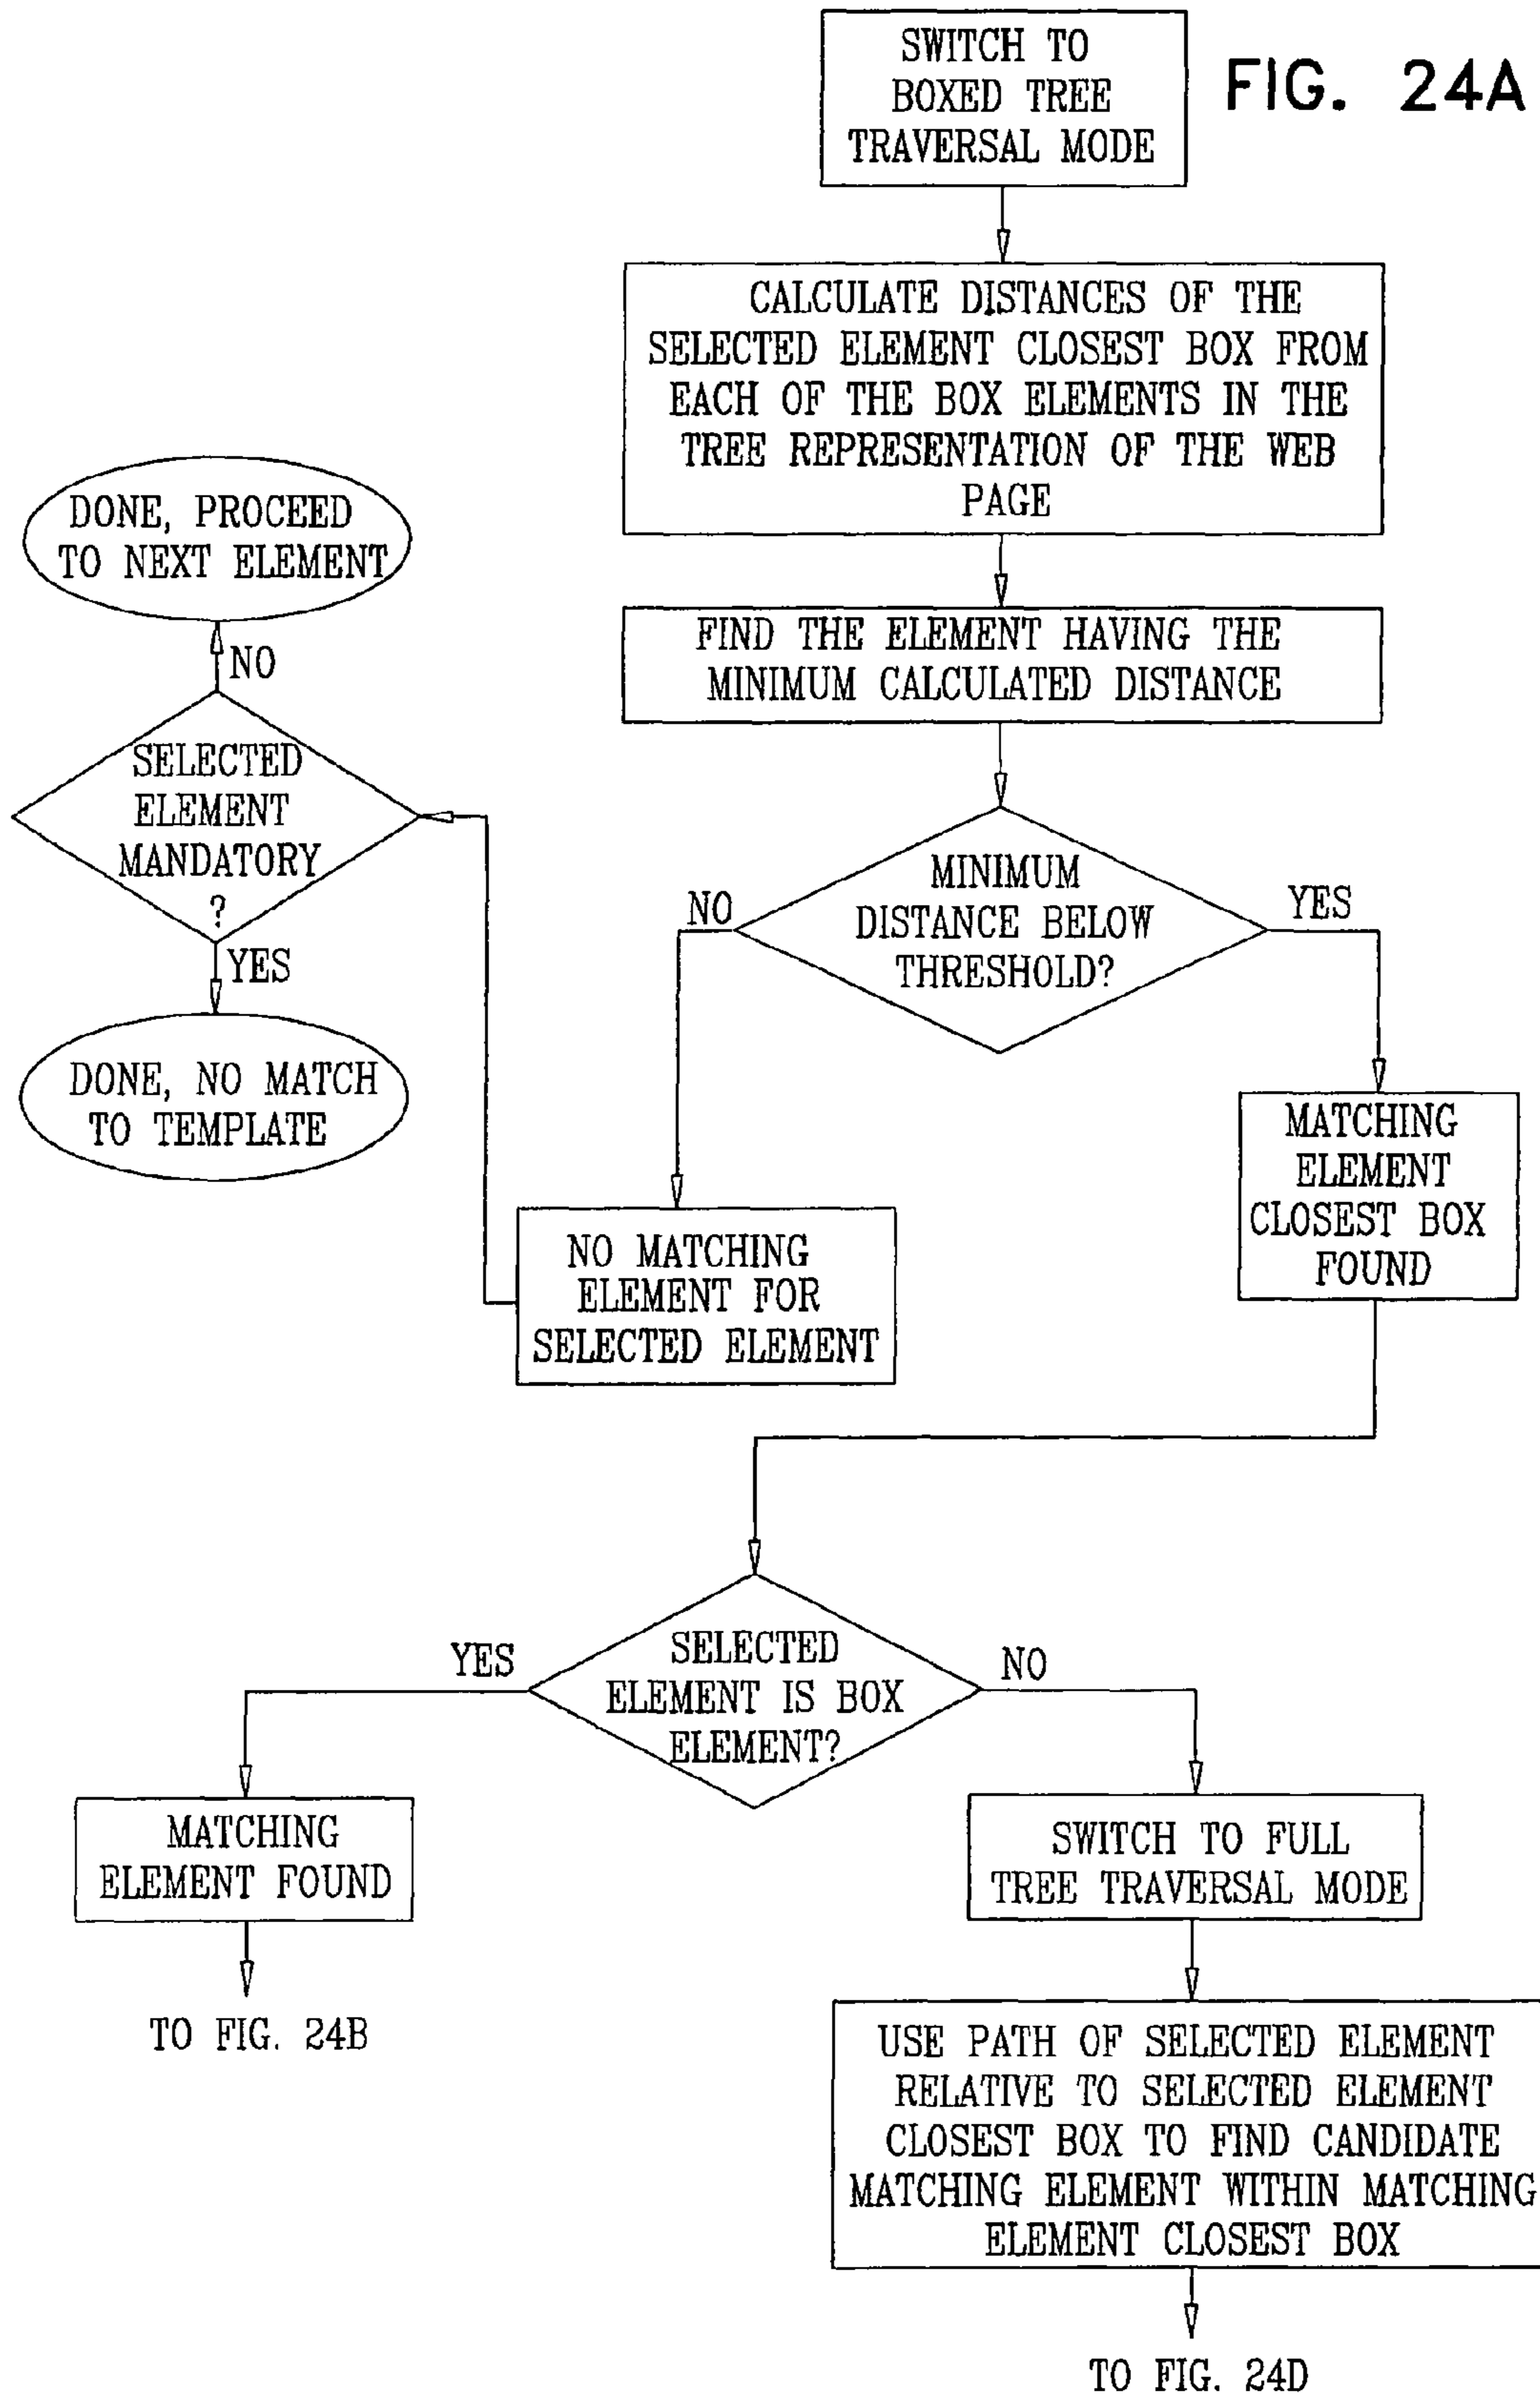 SWITCH TO
BOXED TREE
TRAVERSAL MODE
FIG. 24A
CALCULATE DISTANCES OF THE
SELECTED ELEMENT CLOSEST BOX FROM
EACH OF THE BOX ELEMENTS IN THE
TREE REPRESENTATION OF THE WEB
PAGE
FIND THE ELEMENT HAVING THE
MINIMUM CALCULATED DISTANCE
MINIMUM
DISTANCE BELOW
THRESHOLD?
NO
YES
DONE, PROCEED
TO NEXT ELEMENT
NO
SELECTED
ELEMENT
MANDATORY
?
YES
DONE, NO MATCH
TO TEMPLATE
NO MATCHING
ELEMENT FOR
SELECTED ELEMENT
MATCHING
ELEMENT
CLOSEST BOX
FOUND
SELECTED
ELEMENT IS BOX
ELEMENT?
YES
NO
MATCHING
ELEMENT FOUND
TO FIG. 24B
SWITCH TO FULL
TREE TRAVERSAL MODE
USE PATH OF SELECTED ELEMENT
RELATIVE TO SELECTED ELEMENT
CLOSEST BOX TO FIND CANDIDATE
MATCHING ELEMENT WITHIN MATCHING
ELEMENT CLOSEST BOX
TO FIG. 24D